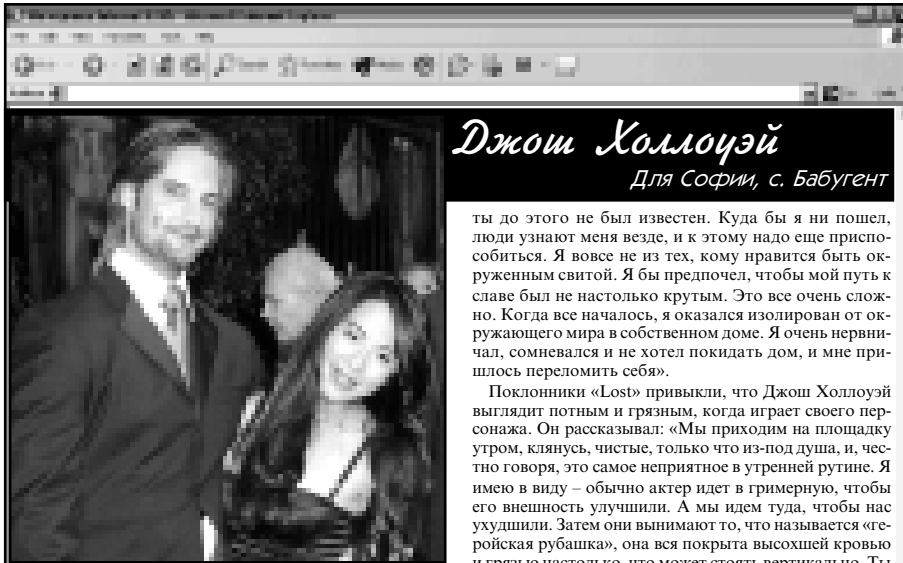 Джош Холлоуэй
Для Софии, с. Бабугент
ты до этого не был известен. Куда бы я ни пошел,
люди узнают меня везде, и к этому надо еще приспо-
собиться. Я вовсе не из тех, кому нравится быть ок-
руженным свитой. Я бы предпочел, чтобы мой путь к
славе был не настолько крутым. Это все очень слож-
но. Когда все началось, я оказался изолирован от ок-
ружающего мира в собственном доме. Я очень нервни-
чал, сомневался и не хотел покидать дом, и мне при-
шлось переломить себя».
Поклонники «Lost» привыкли, что Джош Холлоуэй
выглядит потным и грязным, когда играет своего пер-
сонажа. Он рассказывал: «Мы приходим на площадку
утром, клянусь, чистые, только что из-под душа, и, чес-
тно говоря, это самое неприятное в утренней рутине. Я
имею в виду – обычно актер идет в гримерную, чтобы
его внешность улучшили. А мы идем туда, чтобы нас
ухудшили. Затем они вынимают то, что называется «ге-
ройская рубашка», она вся покрыта высохшей кровью
и грязью настолько, что может стоять вертикально. Ты